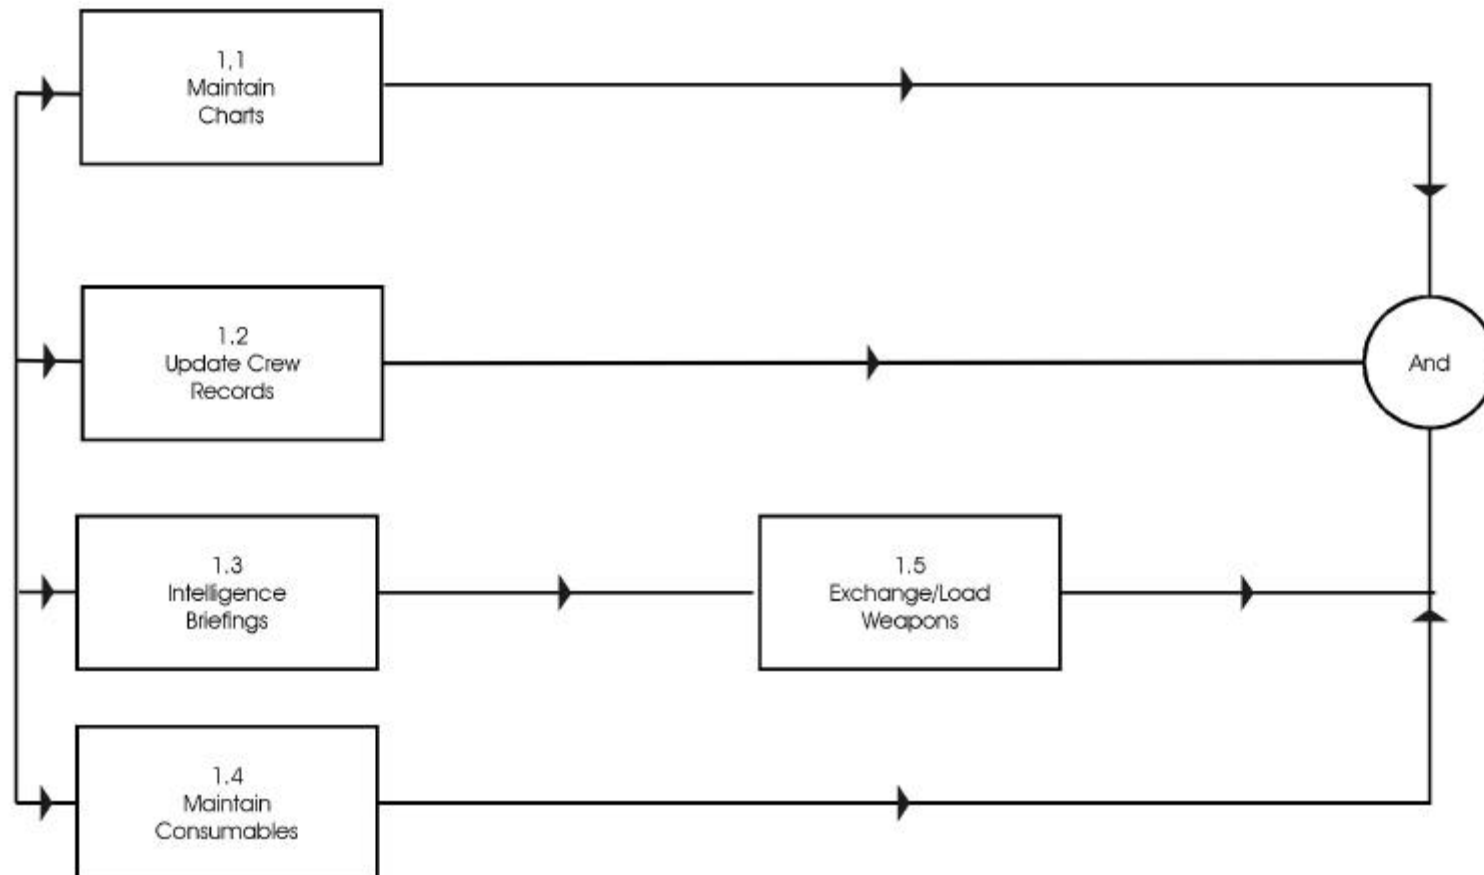 1,1
Maintain
Charts
1.2
Update Crew
Records
And
1.3
Intelligence
Briefings
1.5
Exchange/Load
Weapons
1.4
Maintain
Consumables